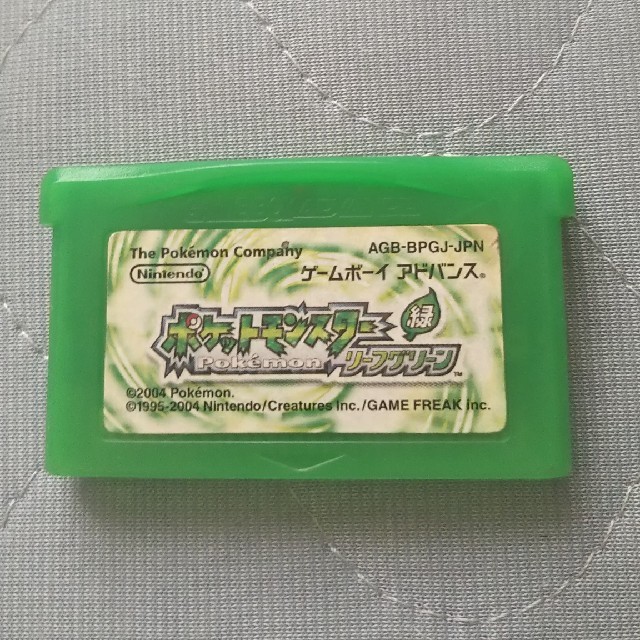 The Pokémon Company
AGB-BPGJ-JPN
Nintendo
ゲームボーイ アドバンス®
ポケットモンスター
緑
Pokémon
リーフグリーン™
©2004 Pokémon.
©1995-2004 Nintendo/Creatures inc./GAME FREAK inc.